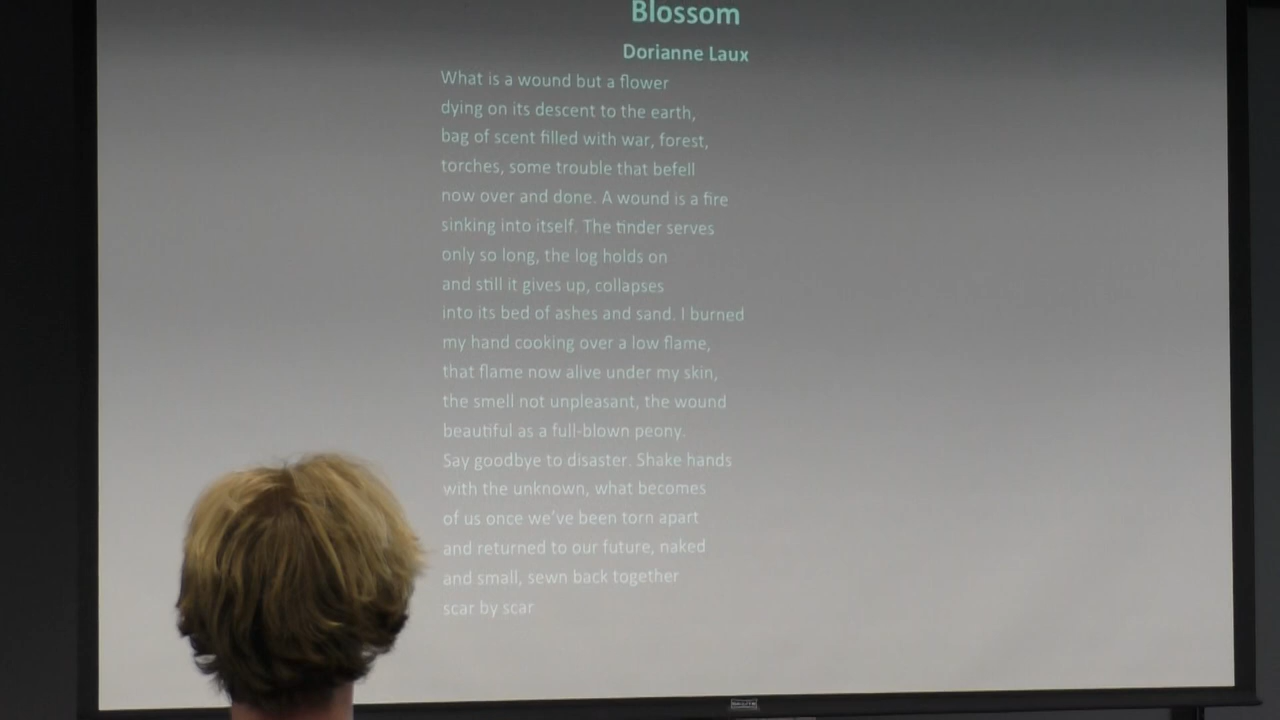 Blossom
Dorianne Laux
What is a wound but a flower
dying on its descent to the earth,
bag of scent filled with war, forest,
torches, some trouble that befell
now over and done. A wound is a fire
sinking into itself. The tinder serves
only so long, the log holds on
and still it gives up, collapses
into its bed of ashes and sand. I burned
my hand cooking over a low flame,
that flame now alive under my skin,
the smell not unpleasant, the wound
beautiful as a full-blown peony.
Say goodbye to disaster. Shake hands
with the unknown, what becomes
of us once we’ve been torn apart
and returned to our future, naked
and small, sewn back together
scar by scar